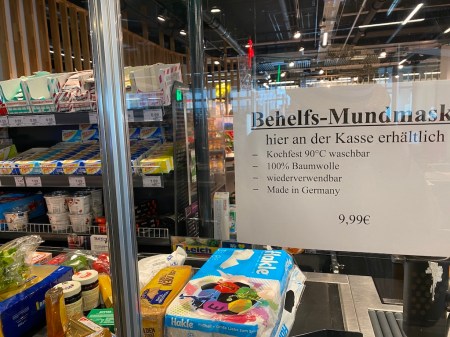 Behelfs-Mundmask
hier an der Kasse erhältlich
– Kochfest 90°C waschbar
– 100% Baumwolle
– wiederverwendbar
– Made in Germany
9,99€
Hakle
Hakle